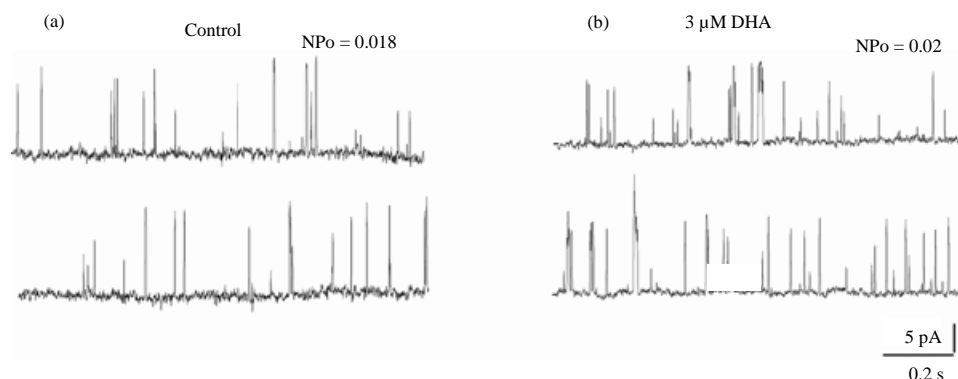 (a)
Control
NPo = 0.018
(b)
3 µM DHA
NPo = 0.02
5 pA
0.2 s